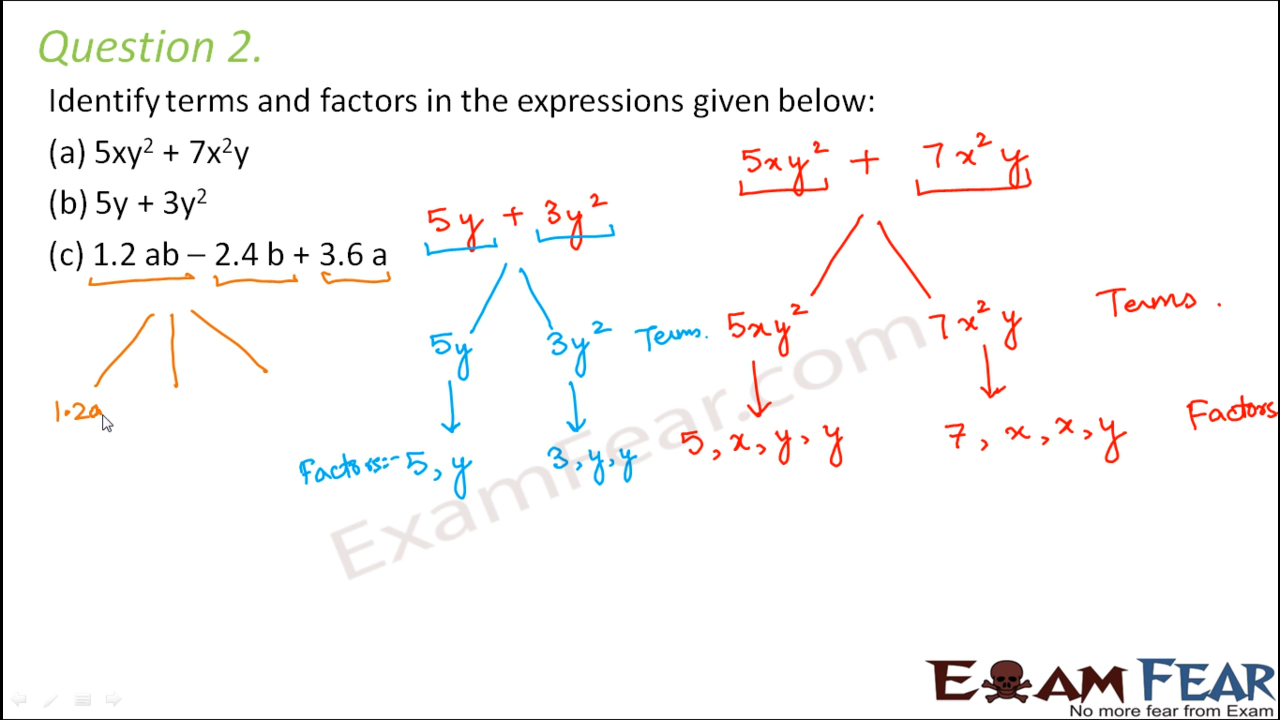 Question 2.
Identify terms and factors in the expressions given below:
(a) 5xy² + 7x²y
(b) 5y + 3y²
(c) 1.2 ab – 2.4 b + 3.6 a
1.2a
5y + 3y²
5y 3y² Terms.
Factors:- 5, y 3, y, y
5xy² + 7x²y
5xy² 7x²y Terms.
5, x, y, y 7, x, x, y Factors
ExamFear.com
EXAM FEAR
No more fear from Exam